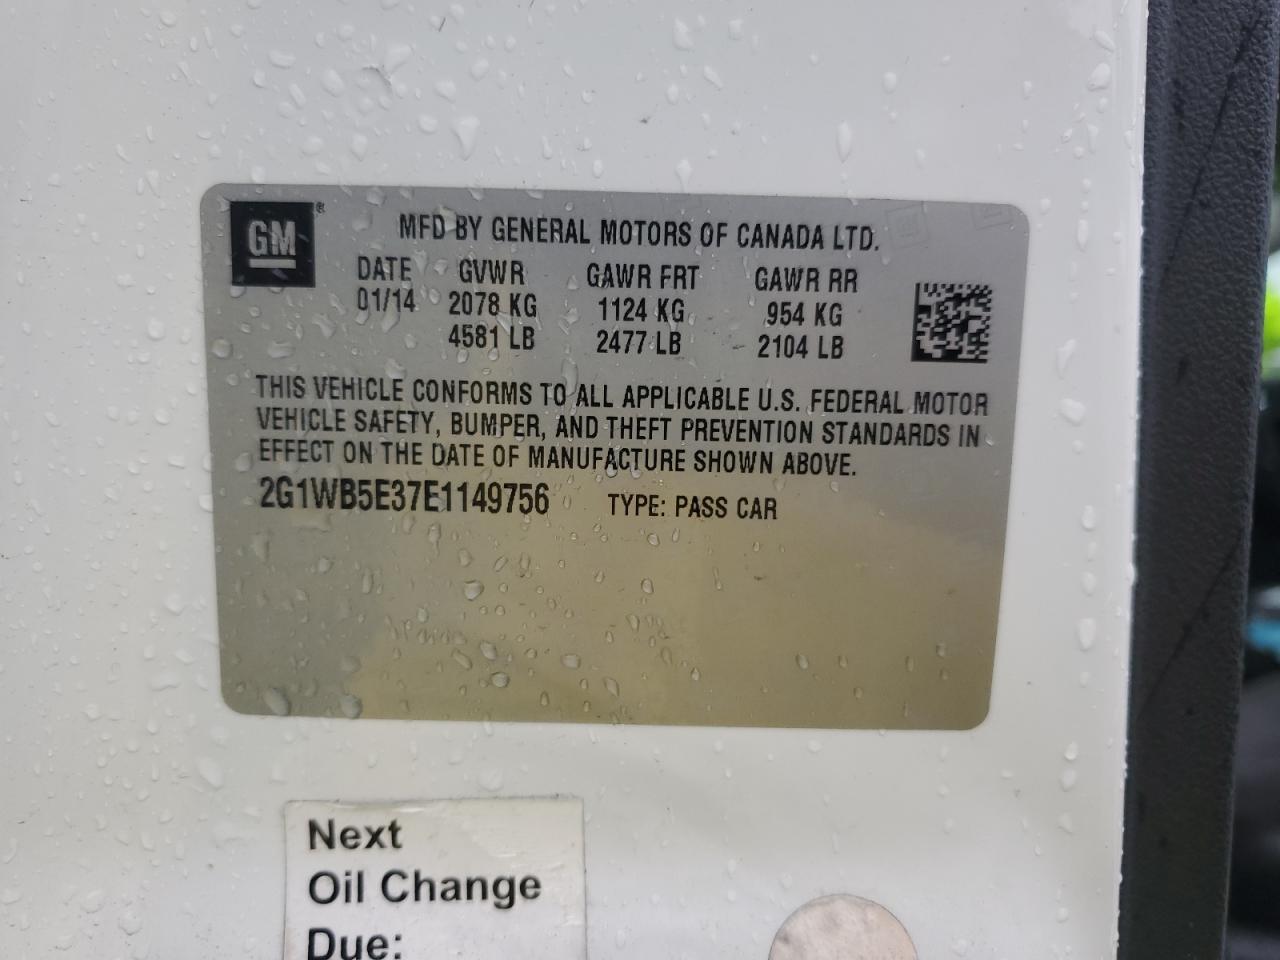 GM®
MFD BY GENERAL MOTORS OF CANADA LTD.
DATE GVWR GAWR FRT GAWR RR
01/14 2078 KG 1124 KG 954 KG
4581 LB 2477 LB 2104 LB
THIS VEHICLE CONFORMS TO ALL APPLICABLE U.S. FEDERAL MOTOR
VEHICLE SAFETY, BUMPER, AND THEFT PREVENTION STANDARDS IN
EFFECT ON THE DATE OF MANUFACTURE SHOWN ABOVE.
2G1WB5E37E1149756 TYPE: PASS CAR
Next
Oil Change
Due: